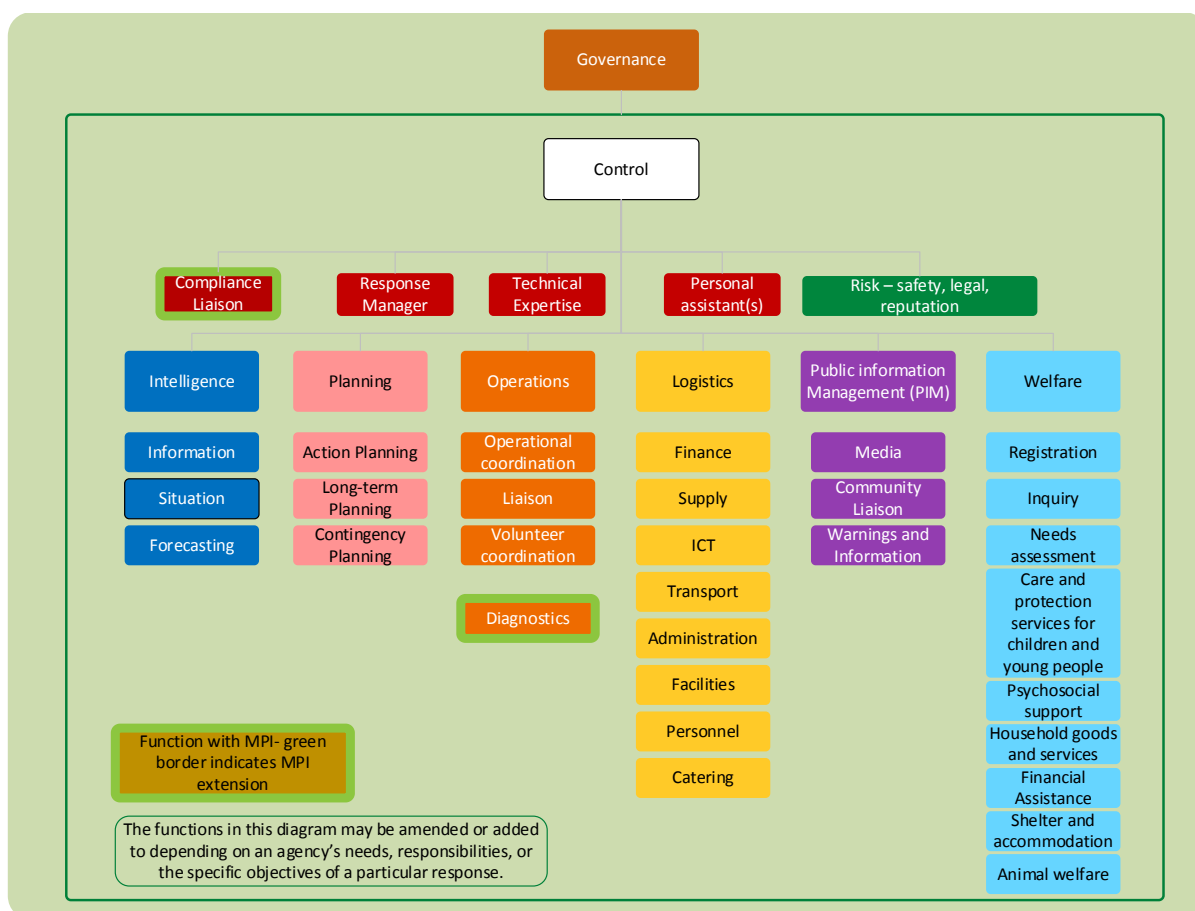 Governance
Control
Compliance
Liaison
Response
Manager
Technical
Expertise
Personal
assistant(s)
Risk – safety, legal,
reputation
Intelligence
Planning
Operations
Logistics
Public information
Management (PIM)
Welfare
Information
Situation
Forecasting
Action Planning
Long-term
Planning
Contingency
Planning
Operational
coordination
Liaison
Volunteer
coordination
Diagnostics
Finance
Supply
ICT
Transport
Administration
Facilities
Personnel
Catering
Media
Community
Liaison
Warnings and
Information
Registration
Inquiry
Needs
assessment
Care and
protection
services for
children and
young people
Psychosocial
support
Household goods
and services
Financial
Assistance
Shelter and
accommodation
Animal welfare
Function with MPI- green
border indicates MPI
extension
The functions in this diagram may be amended or added
to depending on an agency’s needs, responsibilities, or
the specific objectives of a particular response.